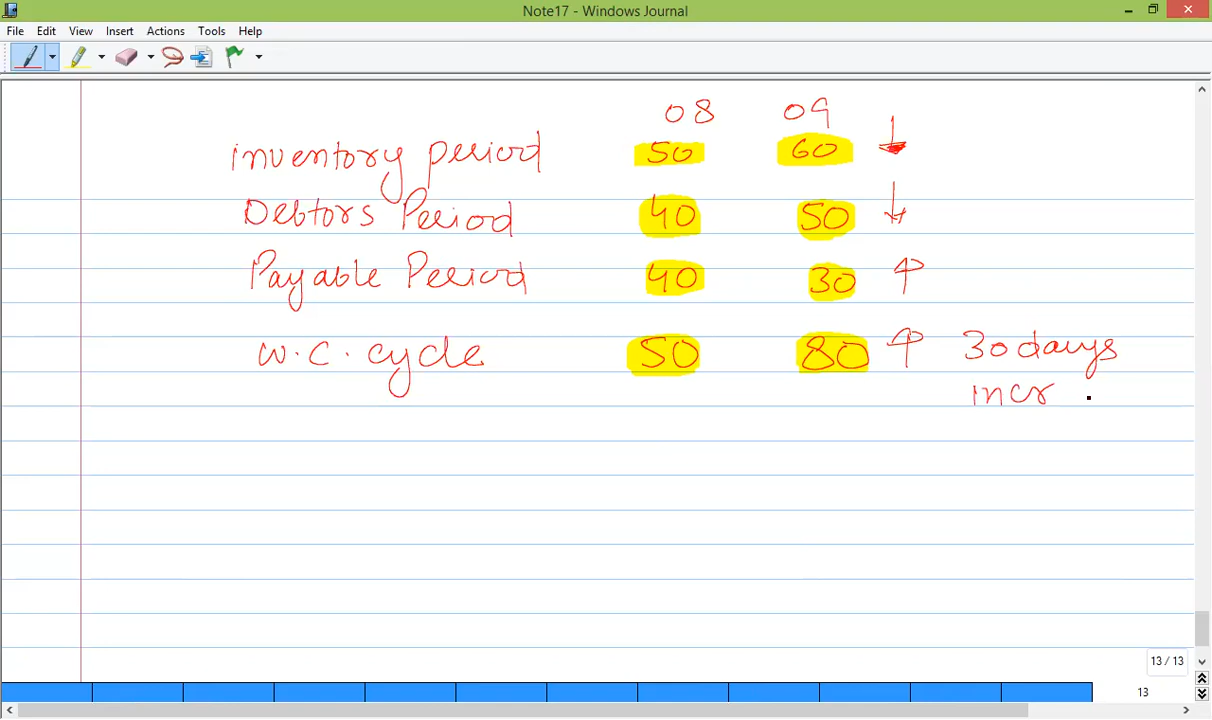 Note17 - Windows Journal
File Edit View Insert Actions Tools Help
08 09
inventory period 50 60 ↓
Debtors Period 40 50 ↓
Payable Period 40 30 ↑
W.C. cycle 50 80 ↑ 30 days
incr
13 / 13
13